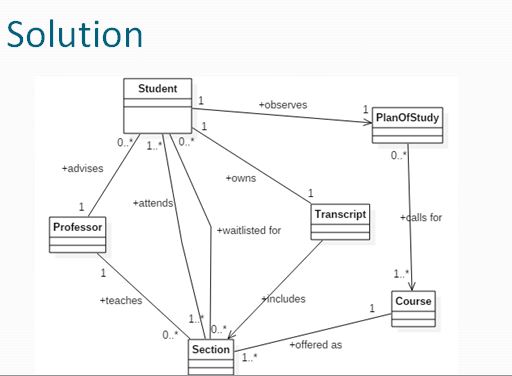 Solution
Student
1
+observes
1
PlanOfStudy
0..*
1..*
0..*
1
0..*
+advises
+owns
+attends
1
1
Professor
Transcript
+waitlisted for
+calls for
1
1..*
+teaches
+includes
Course
1
1..*
0..*
0..*
Section
+offered as
1..*